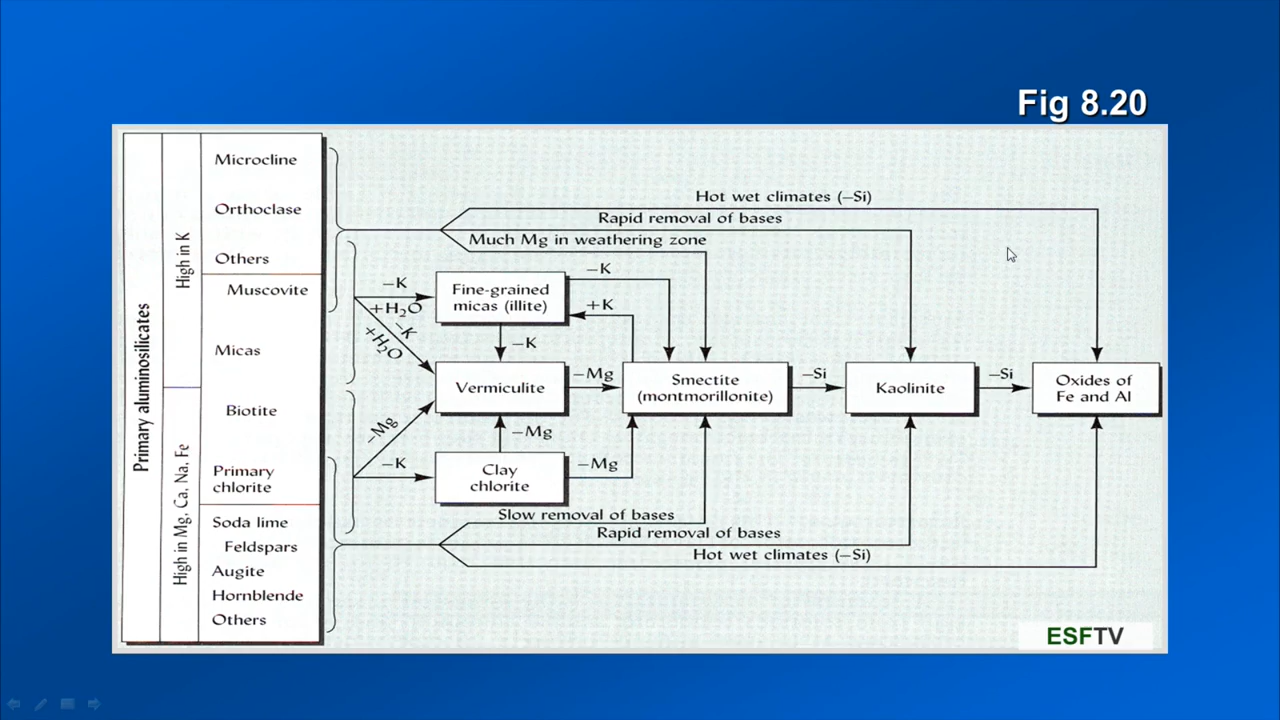 Fig 8.20
Primary aluminosilicates
High in K
High in Mg, Ca, Na, Fe
Microcline
Orthoclase
Others
Muscovite
Micas
Biotite
Primary
chlorite
Soda lime
Feldspars
Augite
Hornblende
Others
Hot wet climates (–Si)
Rapid removal of bases
Much Mg in weathering zone
–K
+H₂O
–K
+H₂O
Fine-grained
micas (illite)
–K
+K
–K
Vermiculite
–Mg
Smectite
(montmorillonite)
–Si
Kaolinite
–Si
Oxides of
Fe and Al
–Mg
–K
–Mg
Clay
chlorite
–Mg
Slow removal of bases
Rapid removal of bases
Hot wet climates (–Si)
ESFTV